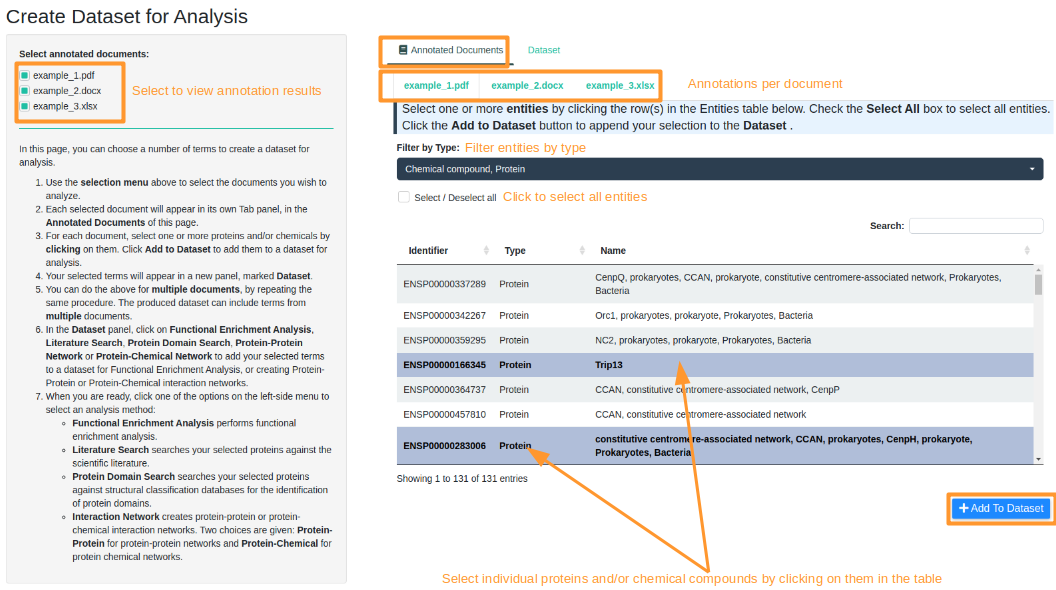 Create Dataset for Analysis
Select annotated documents:
example_1.pdf
example_2.docx
example_3.xlsx
Select to view annotation results
In this page, you can choose a number of terms to create a dataset for
analysis.
1. Use the selection menu above to select the documents you wish to
analyze.
2. Each selected document will appear in its own Tab panel, in the
Annotated Documents of this page.
3. For each document, select one or more proteins and/or chemicals by
clicking on them. Click Add to Dataset to add them to a dataset for
analysis.
4. Your selected terms will appear in a new panel, marked Dataset.
5. You can do the above for multiple documents, by repeating the
same procedure. The produced dataset can include terms from
multiple documents.
6. In the Dataset panel, click on Functional Enrichment Analysis,
Literature Search, Protein Domain Search, Protein-Protein
Network or Protein-Chemical Network to add your selected terms
to a dataset for Functional Enrichment Analysis, or creating Protein-
Protein or Protein-Chemical interaction networks.
7. When you are ready, click one of the options on the left-side menu to
select an analysis method:
Functional Enrichment Analysis performs functional
enrichment analysis.
Literature Search searches your selected proteins against the
scientific literature.
Protein Domain Search searches your selected proteins
against structural classification databases for the identification
of protein domains.
Interaction Network creates protein-protein or protein-
chemical interaction networks. Two choices are given: Protein-
Protein for protein-protein networks and Protein-Chemical for
protein chemical networks.
Annotated Documents Dataset
example_1.pdf example_2.docx example_3.xlsx Annotations per document
Select one or more entities by clicking the row(s) in the Entities table below. Check the Select All box to select all entities.
Click the Add to Dataset button to append your selection to the Dataset .
Filter by Type: Filter entities by type
Chemical compound, Protein
Select / Deselect all Click to select all entities
Search:
Identifier Type Name
ENSP00000337289 Protein CenpQ, prokaryotes, CCAN, prokaryote, constitutive centromere-associated network, Prokaryotes,
Bacteria
ENSP00000342267 Protein Orc1, prokaryotes, prokaryote, Prokaryotes, Bacteria
ENSP00000359295 Protein NC2, prokaryotes, prokaryote, Prokaryotes, Bacteria
ENSP00000166345 Protein Trip13
ENSP00000364737 Protein CCAN, constitutive centromere-associated network, CenpP
ENSP00000457810 Protein CCAN, constitutive centromere-associated network
ENSP00000283006 Protein constitutive centromere-associated network, CCAN, prokaryotes, CenpH, prokaryote,
Prokaryotes, Bacteria
Showing 1 to 131 of 131 entries
Add To Dataset
Select individual proteins and/or chemical compounds by clicking on them in the table